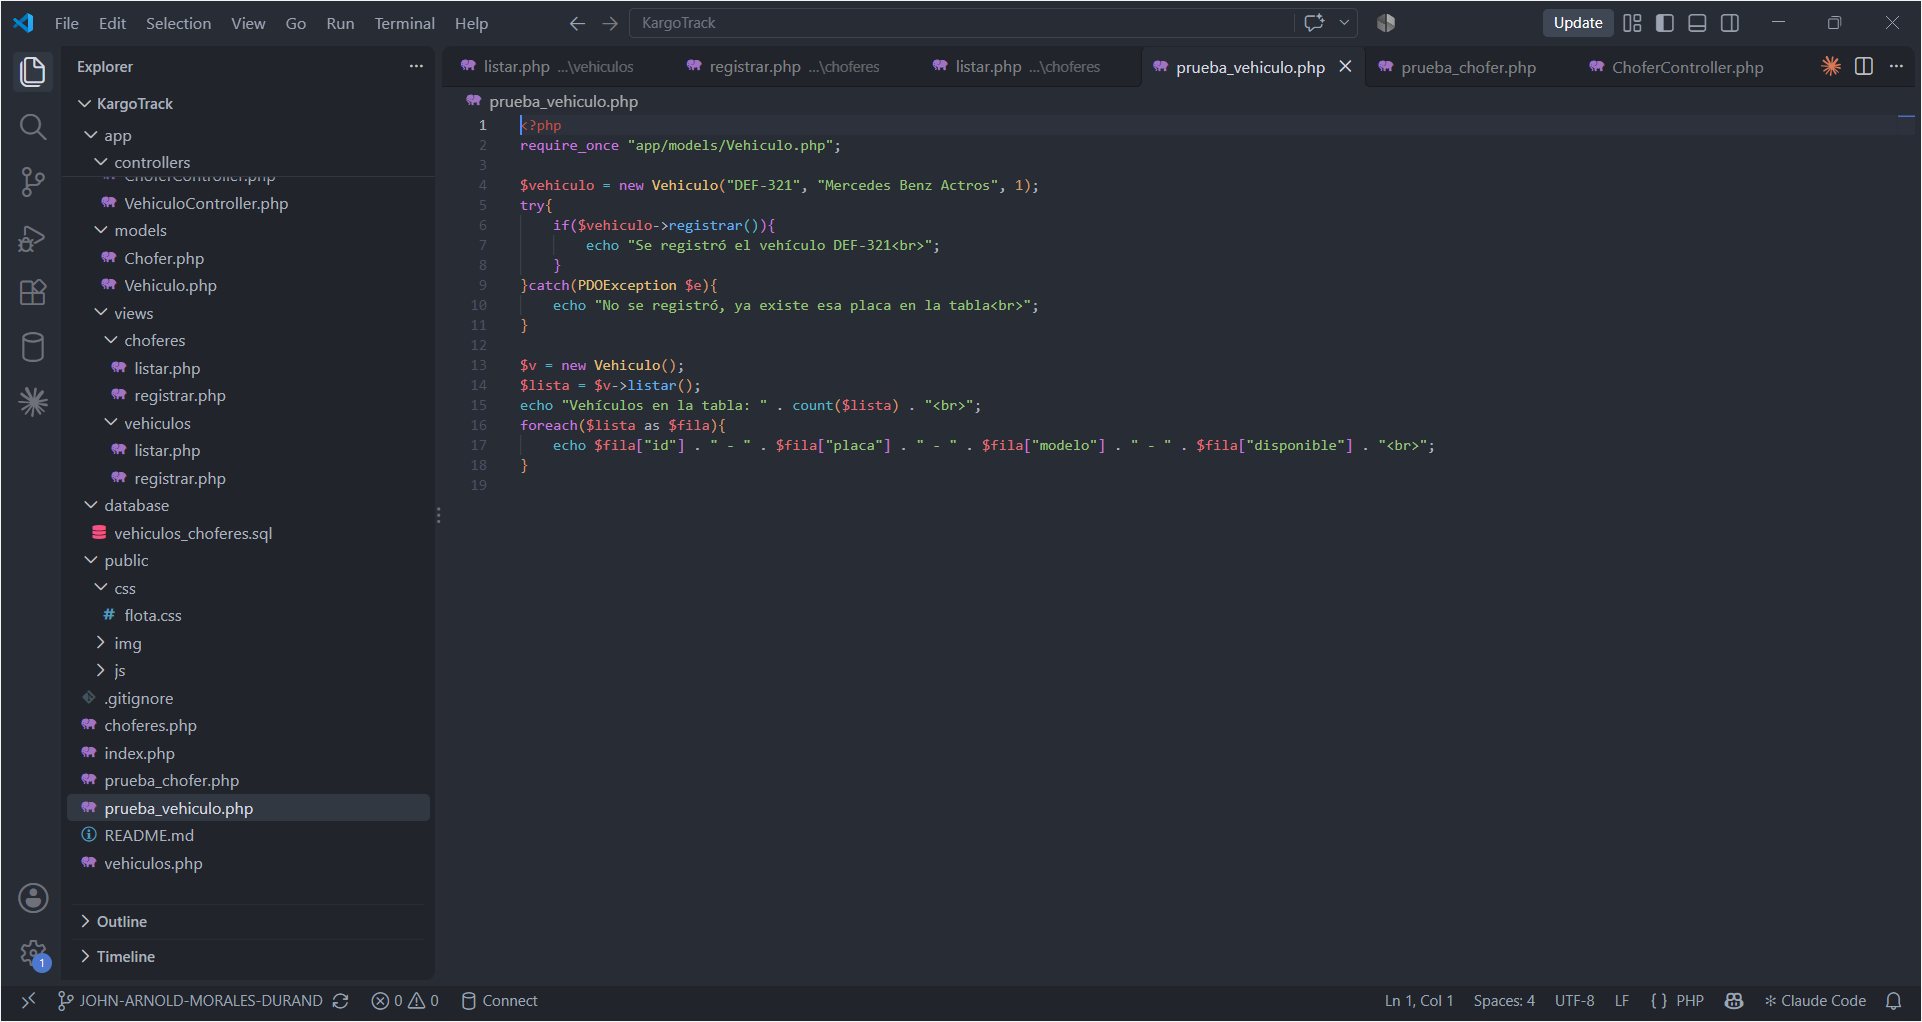 File Edit Selection View Go Run Terminal Help
KargoTrack
Update
Explorer
KargoTrack
app
controllers
ChoferController.php
VehiculoController.php
models
Chofer.php
Vehiculo.php
views
choferes
listar.php
registrar.php
vehiculos
listar.php
registrar.php
database
vehiculos_choferes.sql
public
css
flota.css
img
js
.gitignore
choferes.php
index.php
prueba_chofer.php
prueba_vehiculo.php
README.md
vehiculos.php
Outline
Timeline
1
listar.php ...\vehiculos registrar.php ...\choferes listar.php ...\choferes prueba_vehiculo.php prueba_chofer.php ChoferController.php
prueba_vehiculo.php
1 <?php
2 require_once "app/models/Vehiculo.php";
3
4 $vehiculo = new Vehiculo("DEF-321", "Mercedes Benz Actros", 1);
5 try{
6     if($vehiculo->registrar()){
7         echo "Se registró el vehículo DEF-321<br>";
8     }
9 }catch(PDOException $e){
10     echo "No se registró, ya existe esa placa en la tabla<br>";
11 }
12
13 $v = new Vehiculo();
14 $lista = $v->listar();
15 echo "Vehículos en la tabla: " . count($lista) . "<br>";
16 foreach($lista as $fila){
17     echo $fila["id"] . " - " . $fila["placa"] . " - " . $fila["modelo"] . " - " . $fila["disponible"] . "<br>";
18 }
19
JOHN-ARNOLD-MORALES-DURAND 0 0 Connect Ln 1, Col 1 Spaces: 4 UTF-8 LF { } PHP Claude Code